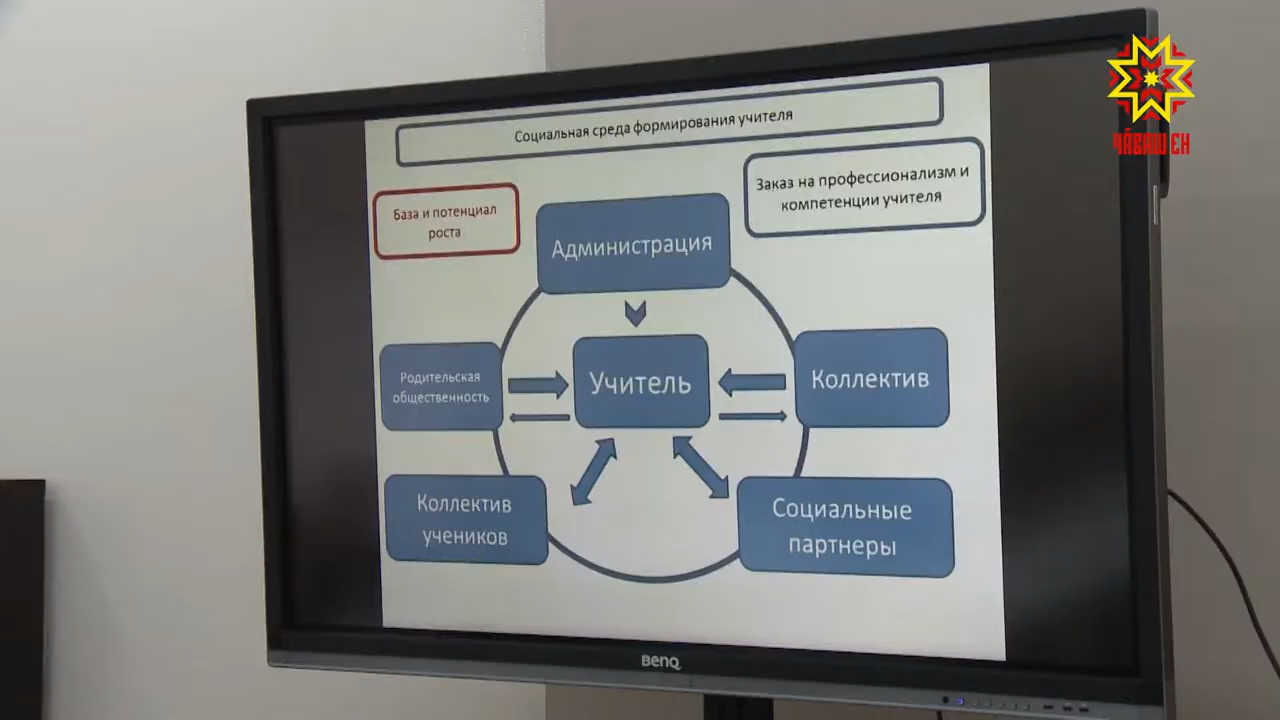 Социальная среда формирования учителя
База и потенциал
роста
Заказ на профессионализм и
компетенции учителя
Администрация
Родительская
общественность
Учитель
Коллектив
Коллектив
учеников
Социальные
партнеры
BenQ
ЧĂВАШ ЕН